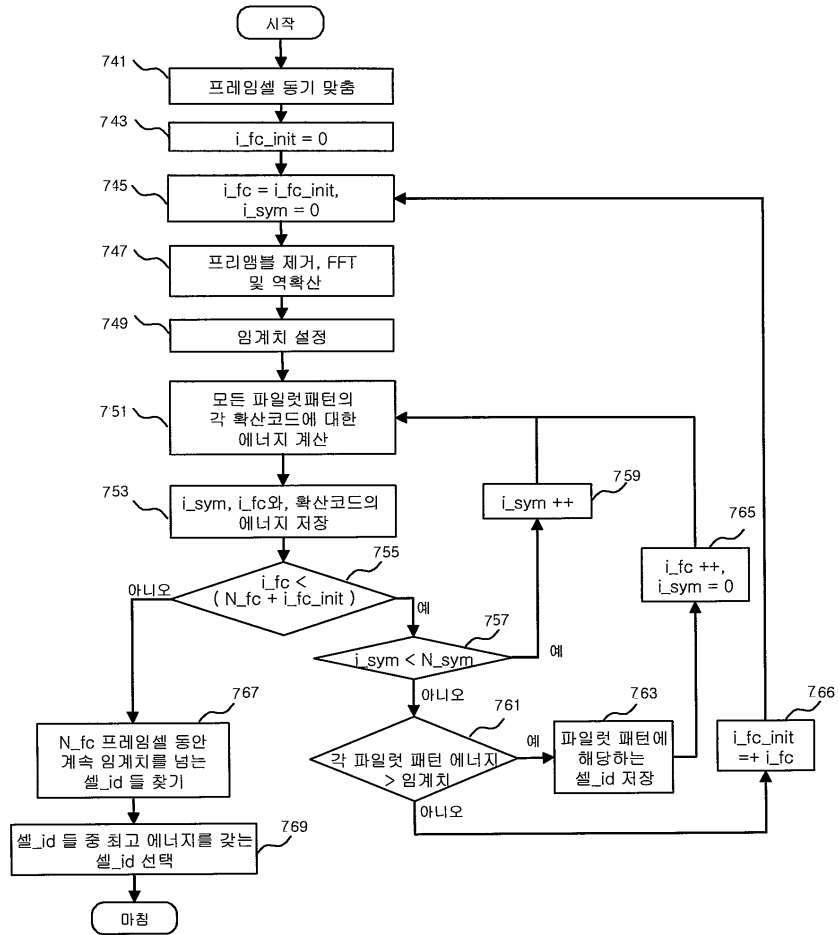 시작
741
프레임셀 동기 맞춤
743
i_fc_init = 0
745
i_fc = i_fc_init,
i_sym = 0
747
프리앰블 제거, FFT
및 역확산
749
임계치 설정
751
모든 파일럿패턴의
각 확산코드에 대한
에너지 계산
753
i_sym, i_fc와, 확산코드의
에너지 저장
759
i_sym ++
765
i_fc ++,
i_sym = 0
755
i_fc <
( N_fc + i_fc_init )
아니오
예
757
i_sym < N_sym
예
아니오
767
N_fc 프레임셀 동안
계속 임계치를 넘는
셀_id 들 찾기
761
각 파일럿 패턴 에너지
> 임계치
예
아니오
763
파일럿 패턴에
해당하는
셀_id 저장
766
i_fc_init
=+ i_fc
769
셀_id 들 중 최고 에너지를 갖는
셀_id 선택
마침